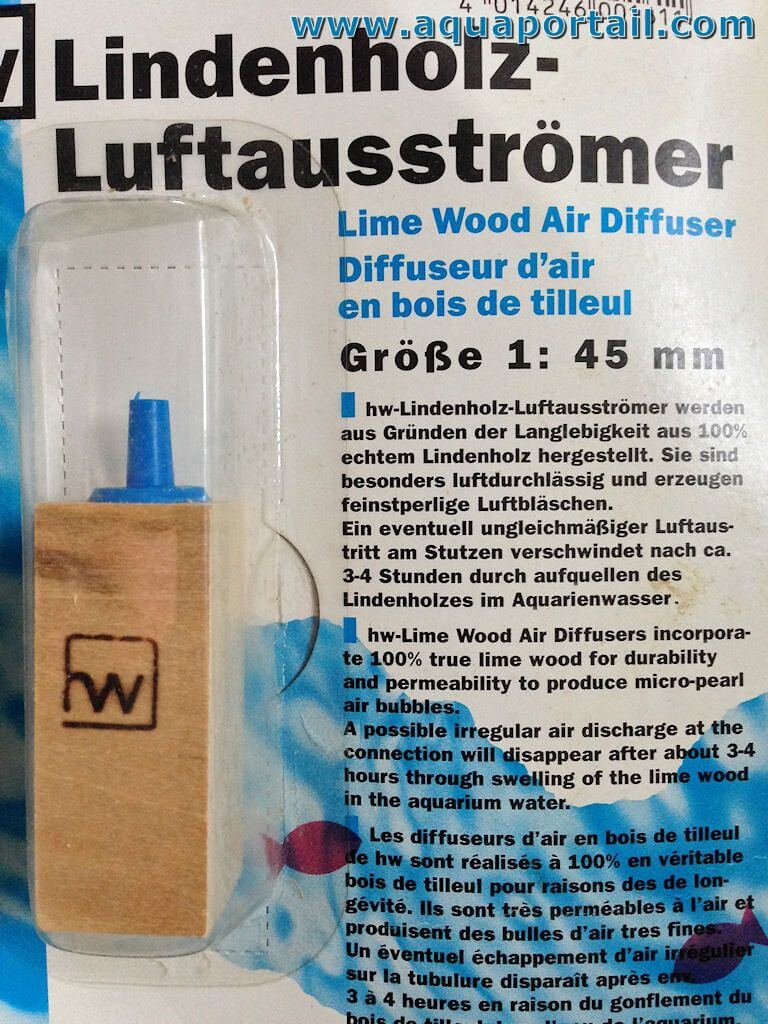 www.aquaportail.com
Lindenholz-
Luftausströmer
Lime Wood Air Diffuser
Diffuseur d’air
en bois de tilleul
Größe 1: 45 mm
hw-Lindenholz-Luftausströmer werden
aus Gründen der Langlebigkeit aus 100%
echtem Lindenholz hergestellt. Sie sind
besonders luftdurchlässig und erzeugen
feinstperlige Luftbläschen.
Ein eventuell ungleichmäßiger Luftaus-
tritt am Stutzen verschwindet nach ca.
3-4 Stunden durch aufquellen des
Lindenholzes im Aquarienwasser.
hw-Lime Wood Air Diffusers incorpora-
te 100% true lime wood for durability
and permeability to produce micro-pearl
air bubbles.
A possible irregular air discharge at the
connection will disappear after about 3-4
hours through swelling of the lime wood
in the aquarium water.
Les diffuseurs d’air en bois de tilleul
de hw sont réalisés à 100% en véritable
bois de tilleul pour raisons des de lon-
gévité. Ils sont très perméables à l’air et
produisent des bulles d’air tres fines.
Un éventuel échappement d’air irrégulier
sur la tubulure disparaît après env.
3 à 4 heures en raison du gonflement du
bois de tilleul dans l’eau de l’aquarium.
hw